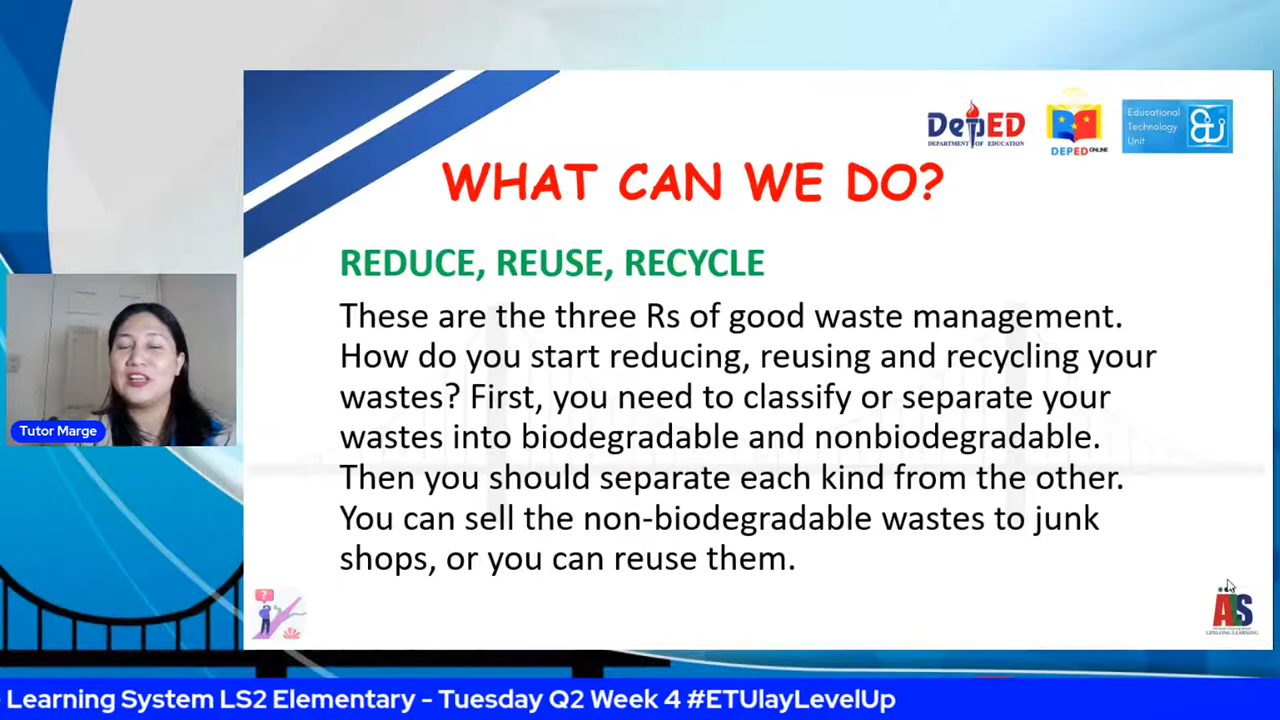 DepED
DEPARTMENT OF EDUCATION
DEPED ONLINE
Educational
Technology
Unit
WHAT CAN WE DO?
REDUCE, REUSE, RECYCLE
These are the three Rs of good waste management.
How do you start reducing, reusing and recycling your
wastes? First, you need to classify or separate your
wastes into biodegradable and nonbiodegradable.
Then you should separate each kind from the other.
You can sell the non-biodegradable wastes to junk
shops, or you can reuse them.
Tutor Marge
?
ALS
LIFELONG LEARNING
Learning System LS2 Elementary - Tuesday Q2 Week 4 #ETUlayLevelUp